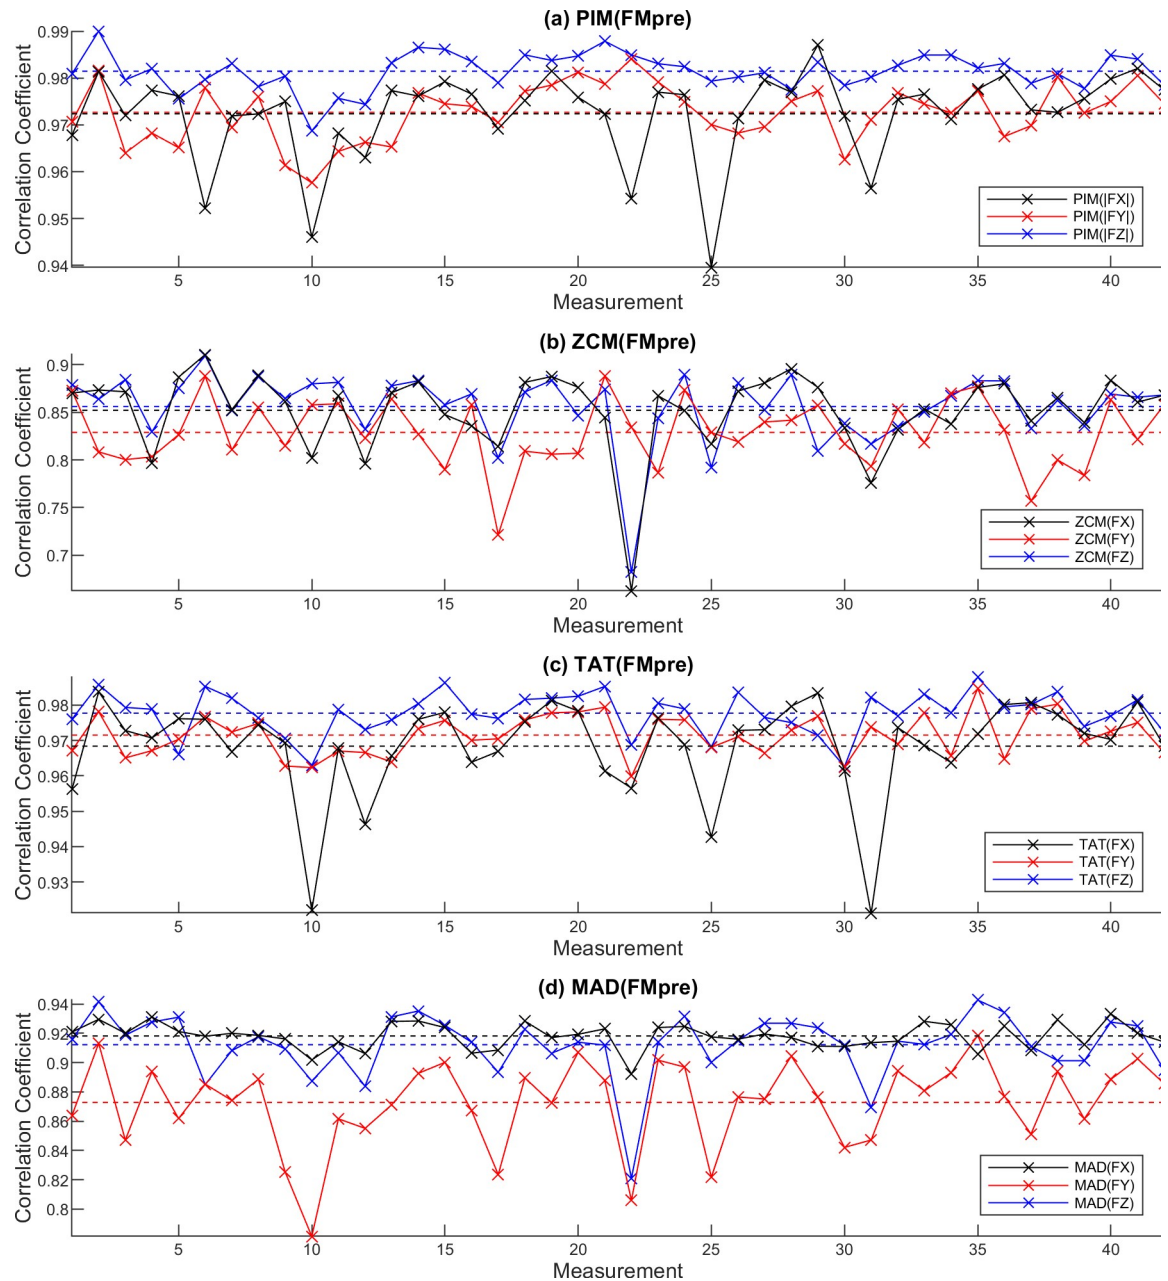 (a) PIM(FMpre)
Correlation Coefficient
0.99
0.98
0.97
0.96
0.95
0.94
5 10 15 20 25 30 35 40
Measurement
PIM(|FX|)
PIM(|FY|)
PIM(|FZ|)
(b) ZCM(FMpre)
Correlation Coefficient
0.9
0.85
0.8
0.75
0.7
5 10 15 20 25 30 35 40
Measurement
ZCM(FX)
ZCM(FY)
ZCM(FZ)
(c) TAT(FMpre)
Correlation Coefficient
0.98
0.97
0.96
0.95
0.94
0.93
5 10 15 20 25 30 35 40
Measurement
TAT(FX)
TAT(FY)
TAT(FZ)
(d) MAD(FMpre)
Correlation Coefficient
0.94
0.92
0.9
0.88
0.86
0.84
0.82
0.8
5 10 15 20 25 30 35 40
Measurement
MAD(FX)
MAD(FY)
MAD(FZ)